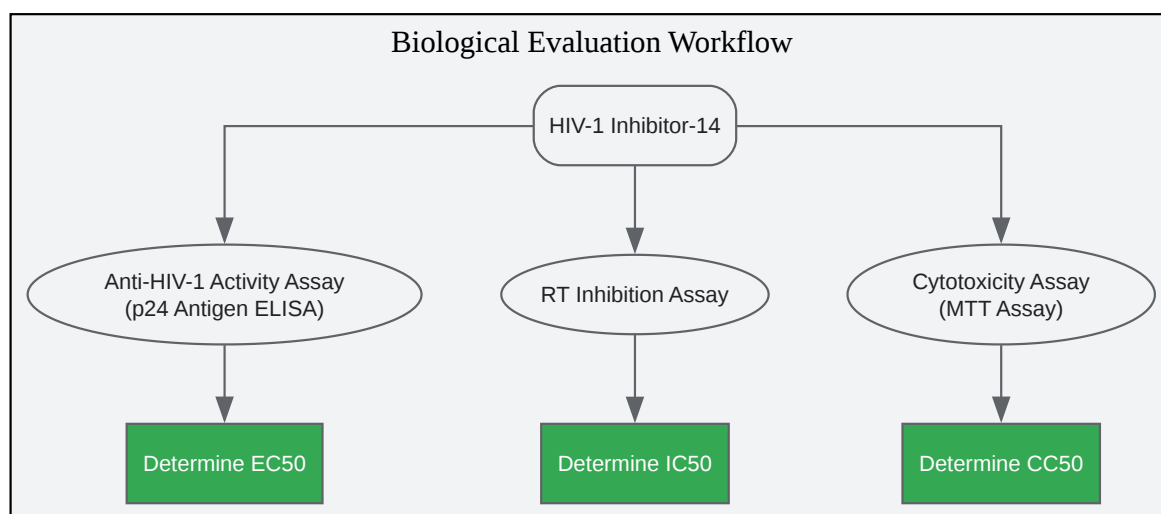 Biological Evaluation Workflow
HIV-1 Inhibitor-14
Anti-HIV-1 Activity Assay
(p24 Antigen ELISA)
RT Inhibition Assay
Cytotoxicity Assay
(MTT Assay)
Determine EC50
Determine IC50
Determine CC50